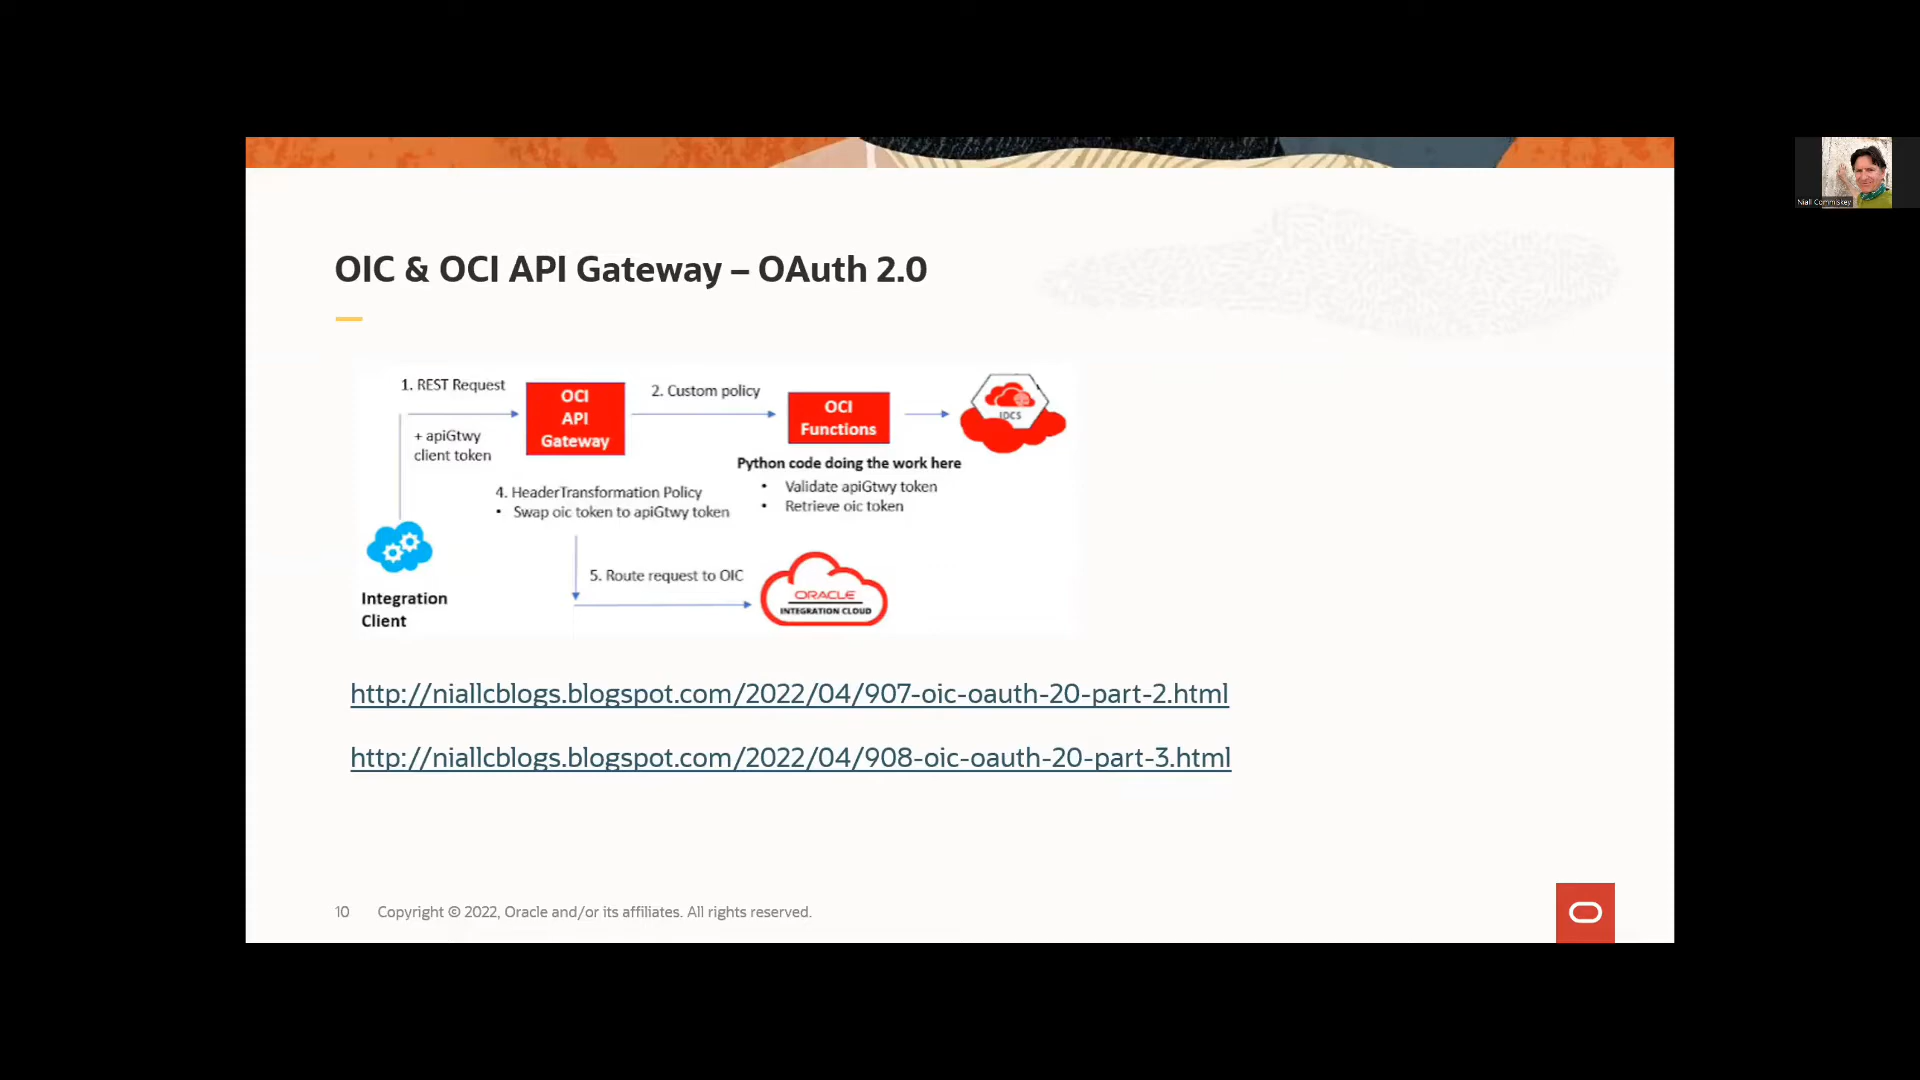 Niall Commiskey
OIC & OCI API Gateway – OAuth 2.0
1. REST Request
+ apiGtwy
client token
OCI
API
Gateway
2. Custom policy
OCI
Functions
IDCS
Python code doing the work here
• Validate apiGtwy token
• Retrieve oic token
4. HeaderTransformation Policy
• Swap oic token to apiGtwy token
5. Route request to OIC
ORACLE
INTEGRATION CLOUD
Integration
Client
http://niallcblogs.blogspot.com/2022/04/907-oic-oauth-20-part-2.html
http://niallcblogs.blogspot.com/2022/04/908-oic-oauth-20-part-3.html
10 Copyright © 2022, Oracle and/or its affiliates. All rights reserved.